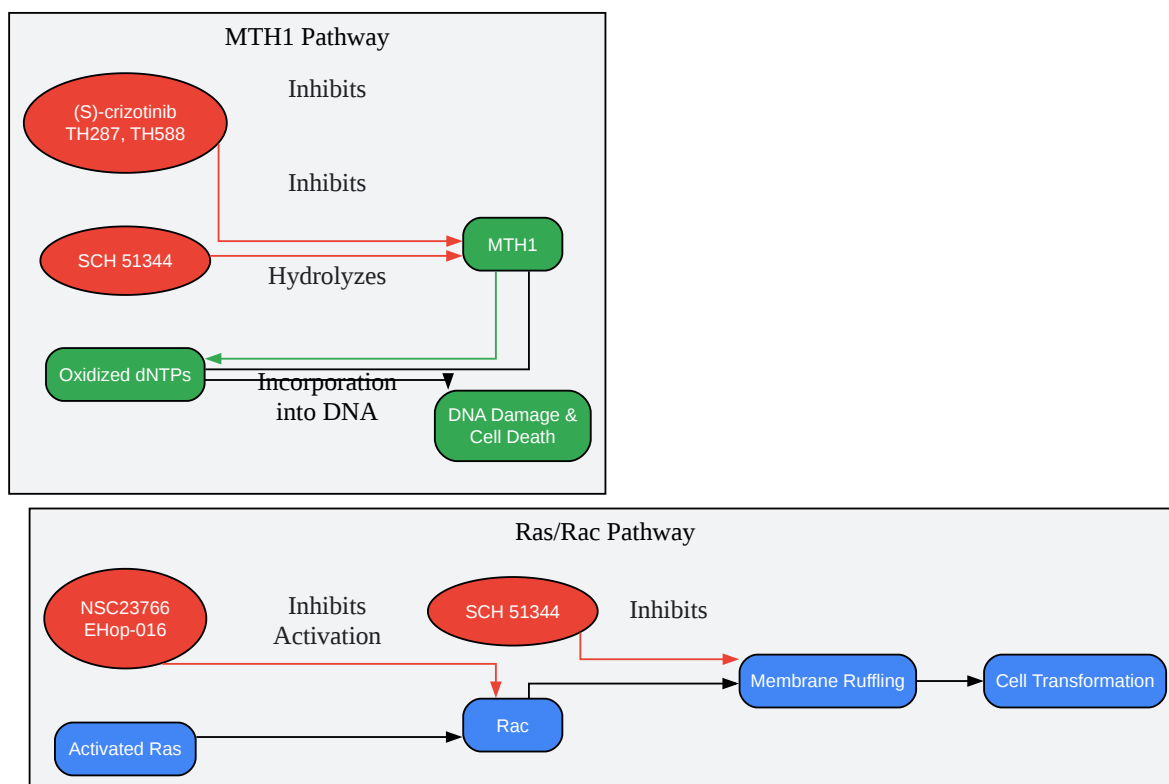 MTH1 Pathway
Inhibits
(S)-crizotinib
TH287, TH588
Inhibits
MTH1
SCH 51344
Hydrolyzes
Oxidized dNTPs
Incorporation
into DNA
DNA Damage &
Cell Death
Ras/Rac Pathway
NSC23766
EHop-016
Inhibits
Activation
SCH 51344
Inhibits
Membrane Ruffling
Cell Transformation
Rac
Activated Ras